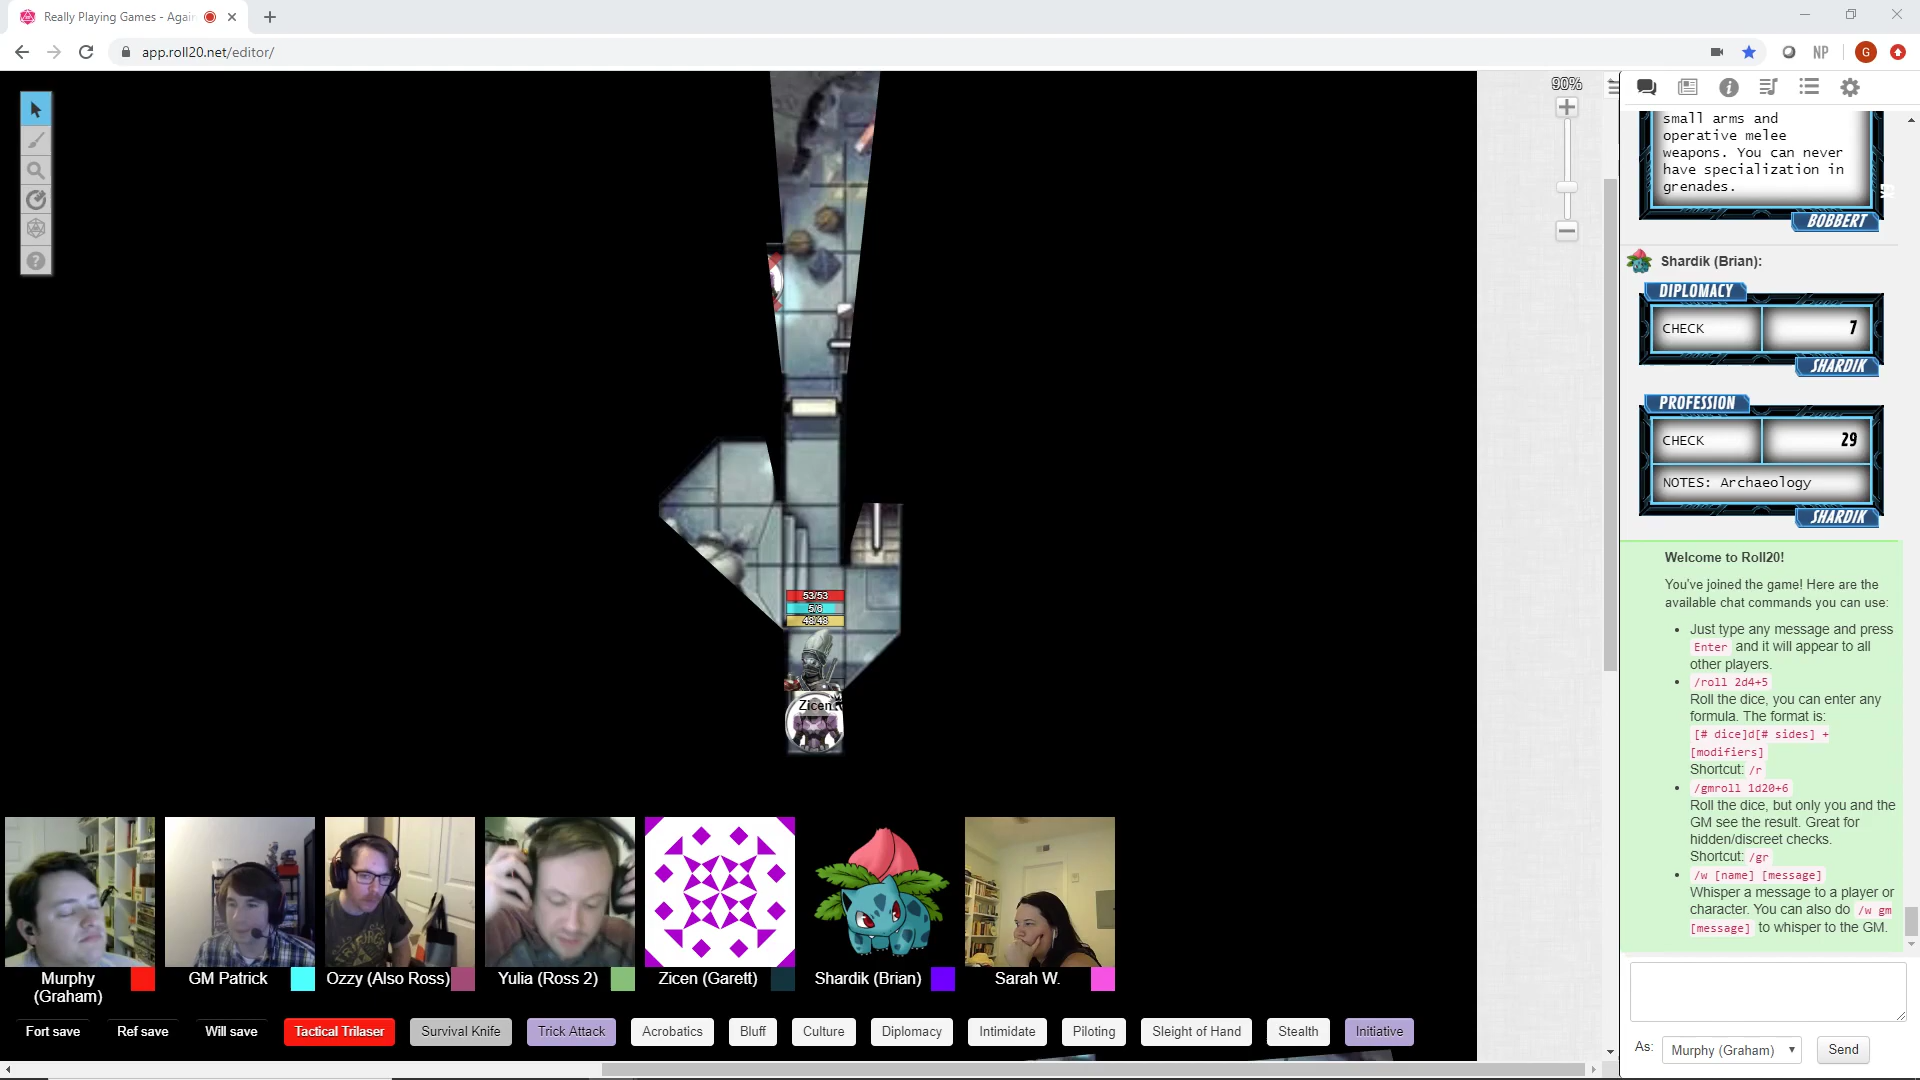 Really Playing Games - Again
app.roll20.net/editor/
NP
G
90%
small arms and
operative melee
weapons. You can never
have specialization in
grenades.
BOBBERT
Shardik (Brian):
DIPLOMACY
CHECK 7
SHARDIK
PROFESSION
CHECK 29
NOTES: Archaeology
SHARDIK
Welcome to Roll20!
You've joined the game! Here are the
available chat commands you can use:
• Just type any message and press
Enter and it will appear to all
other players.
• /roll 2d4+5
Roll the dice, you can enter any
formula. The format is:
[# dice]d[# sides] +
[modifiers]
Shortcut: /r
• /gmroll 1d20+6
Roll the dice, but only you and the
GM see the result. Great for
hidden/discreet checks.
Shortcut: /gr
• /w [name] [message]
Whisper a message to a player or
character. You can also do /w gm
[message] to whisper to the GM.
As: Murphy (Graham) Send
53/53
5/8
48/48
Zicen
Murphy
(Graham)
GM Patrick
Ozzy (Also Ross)
Yulia (Ross 2)
Zicen (Garett)
Shardik (Brian)
Sarah W.
Fort save Ref save Will save Tactical Trilaser Survival Knife Trick Attack Acrobatics Bluff Culture Diplomacy Intimidate Piloting Sleight of Hand Stealth Initiative